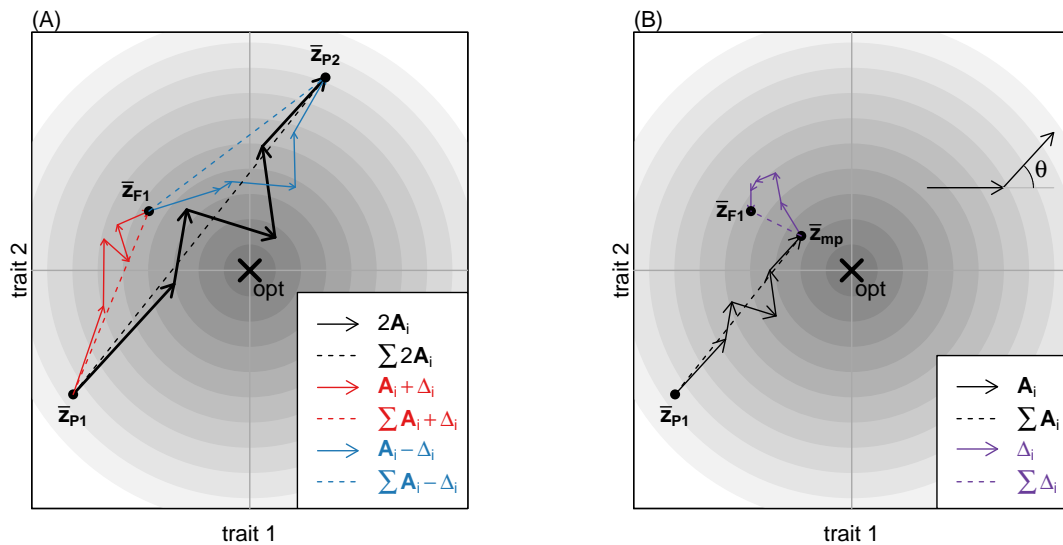 (A)
z̄P2
z̄F1
opt
z̄P1
trait 2
trait 1
2Ai
∑ 2Ai
Ai + Δi
∑ Ai + Δi
Ai − Δi
∑ Ai − Δi
(B)
θ
z̄F1
z̄mp
opt
z̄P1
trait 2
trait 1
Ai
∑ Ai
Δi
∑ Δi